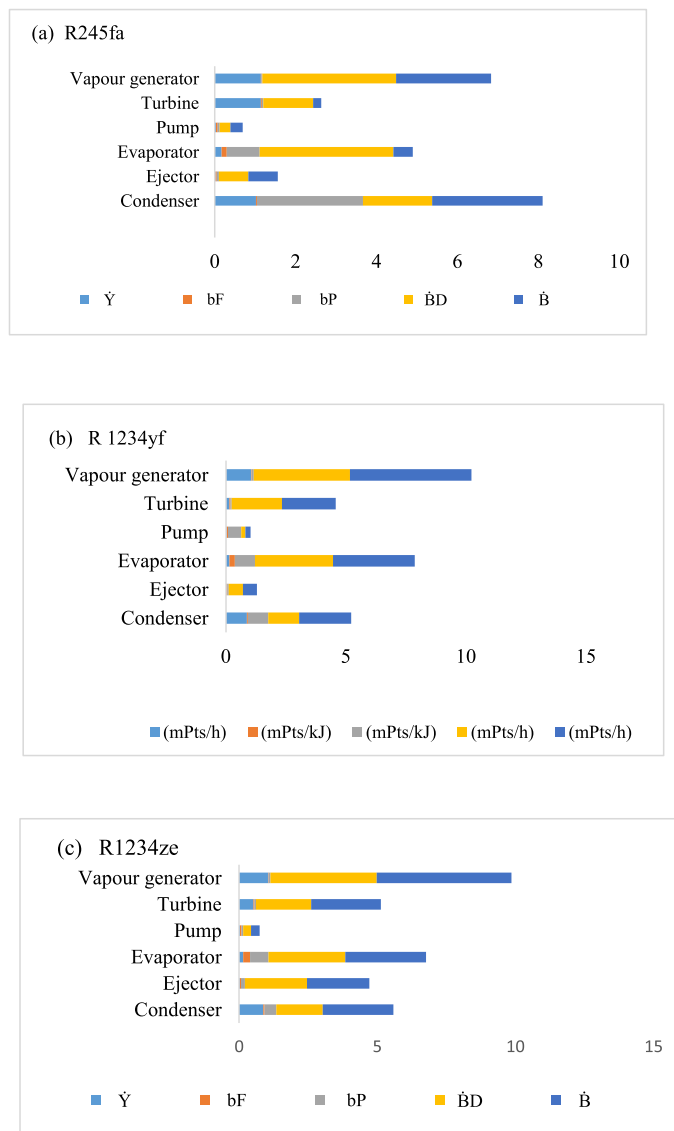 (a) R245fa
Vapour generator
Turbine
Pump
Evaporator
Ejector
Condenser
0 2 4 6 8 10
Ẏ bF bP ḂD Ḃ
(b) R 1234yf
Vapour generator
Turbine
Pump
Evaporator
Ejector
Condenser
0 5 10 15
(mPts/h) (mPts/kJ) (mPts/kJ) (mPts/h) (mPts/h)
(c) R1234ze
Vapour generator
Turbine
Pump
Evaporator
Ejector
Condenser
0 5 10 15
Ẏ bF bP ḂD Ḃ